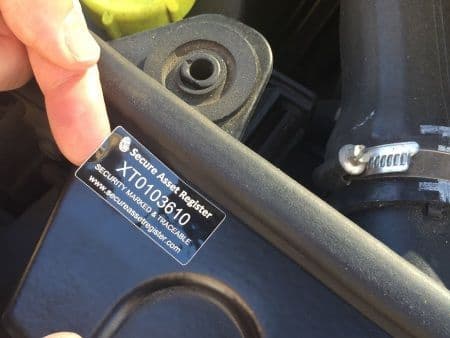 Secure Asset Register
XT0103610
SECURITY MARKED & TRACEABLE
www.secureassetregister.com